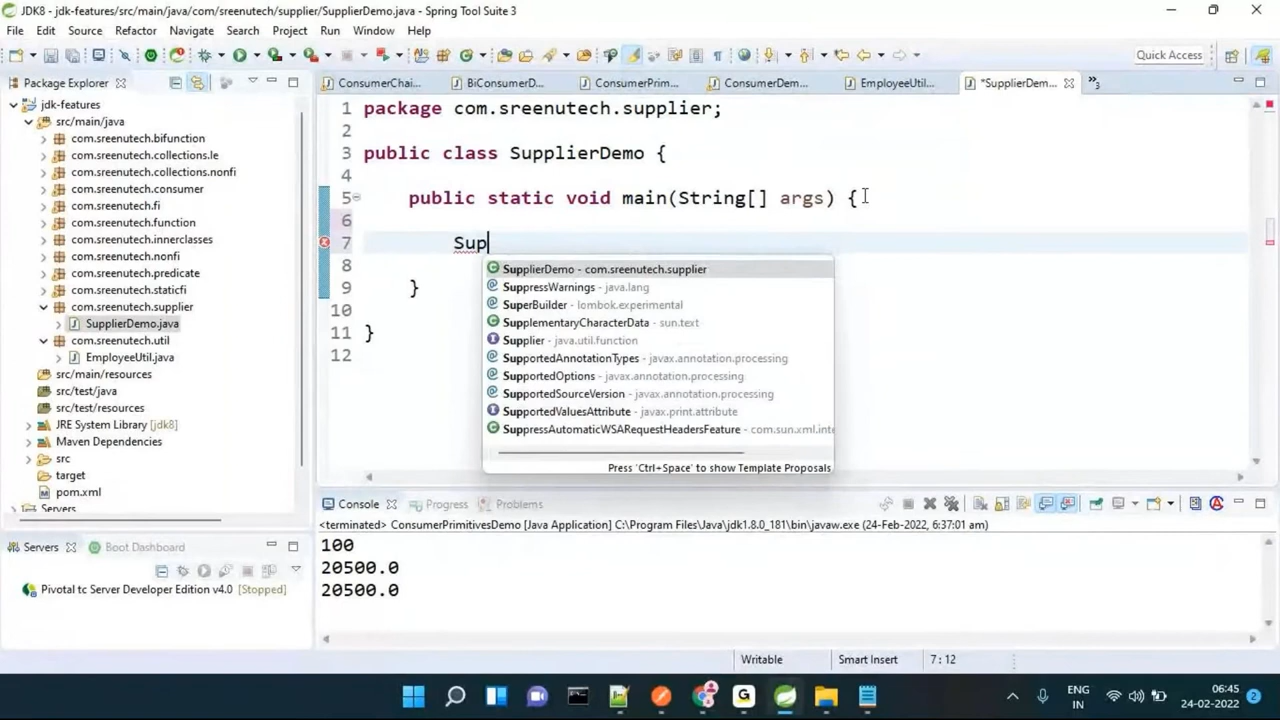 JDK8 - jdk-features/src/main/java/com/sreenutech/supplier/SupplierDemo.java - Spring Tool Suite 3
File Edit Source Refactor Navigate Search Project Run Window Help
Quick Access
Package Explorer
ConsumerChai...
BiConsumerD...
ConsumerPrim...
ConsumerDem...
EmployeeUtil...
*SupplierDem...
»5
jdk-features
src/main/java
com.sreenutech.bifunction
com.sreenutech.collections.le
com.sreenutech.collections.nonfi
com.sreenutech.consumer
com.sreenutech.fi
com.sreenutech.function
com.sreenutech.innerclasses
com.sreenutech.nonfi
com.sreenutech.predicate
com.sreenutech.staticfi
com.sreenutech.supplier
SupplierDemo.java
com.sreenutech.util
EmployeeUtil.java
src/main/resources
src/test/java
src/test/resources
JRE System Library [jdk8]
Maven Dependencies
src
target
pom.xml
Servers
1 package com.sreenutech.supplier;
2
3 public class SupplierDemo {
4
5 public static void main(String[] args) {
6
7 Sup
8
9 }
10
11 }
12
SupplierDemo - com.sreenutech.supplier
SuppressWarnings - java.lang
SuperBuilder - lombok.experimental
SupplementaryCharacterData - sun.text
Supplier - java.util.function
SupportedAnnotationTypes - javax.annotation.processing
SupportedOptions - javax.annotation.processing
SupportedSourceVersion - javax.annotation.processing
SupportedValuesAttribute - javax.print.attribute
SuppressAutomaticWSARequestHeadersFeature - com.sun.xml.inte
Press 'Ctrl+Space' to show Template Proposals
Servers Boot Dashboard
Pivotal tc Server Developer Edition v4.0 [Stopped]
Console Progress Problems
<terminated> ConsumerPrimitivesDemo [Java Application] C:\Program Files\Java\jdk1.8.0_181\bin\javaw.exe (24-Feb-2022, 6:37:01 am)
100
20500.0
20500.0
Writable Smart Insert 7 : 12
ENG
IN
06:45
24-02-2022
2